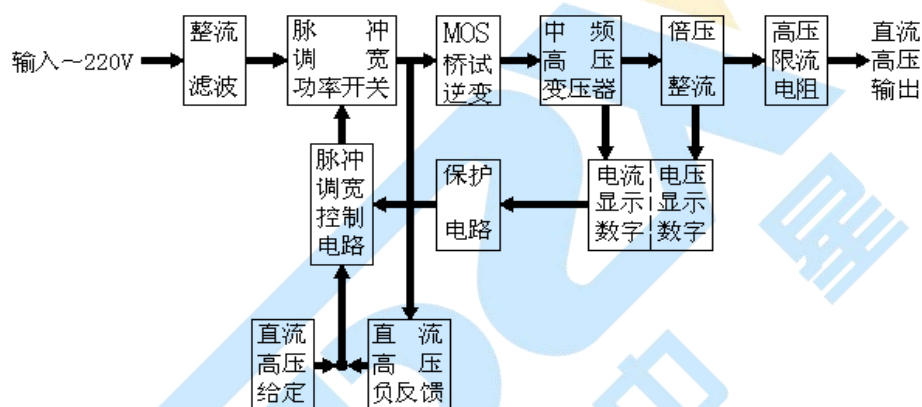 输入～220V
整流
滤波
脉 冲
调 宽
功率开关
MOS
桥试
逆变
中 频
高 压
变压器
倍压
整流
高压
限流
电阻
直流
高压
输出
脉冲
调宽
控制
电路
保护
电路
电流
显示
数字
电压
显示
数字
直流
高压
给定
直 流
高 压
负反馈
中星